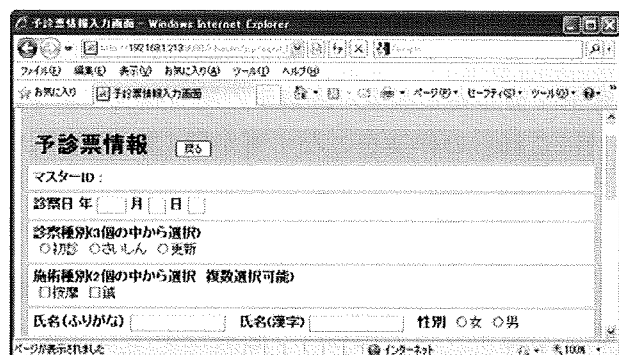 予診票情報入力画面 - Windows Internet Explorer
ファイル(F) 編集(E) 表示(V) お気に入り(A) ツール(T) ヘルプ(H)
お気に入り 予診票情報入力画面 ページ(P) セーフティ(S) ツール(O)
予診票情報 戻る
マスターID :
診察日 年 月 日
診察種別(3個の中から選択)
初診 さいしん 更新
施術種別(2個の中から選択 複数選択可能)
按摩 鍼
氏名(ふりがな) 氏名(漢字) 性別 女 男
ページが表示されました インターネット 100%